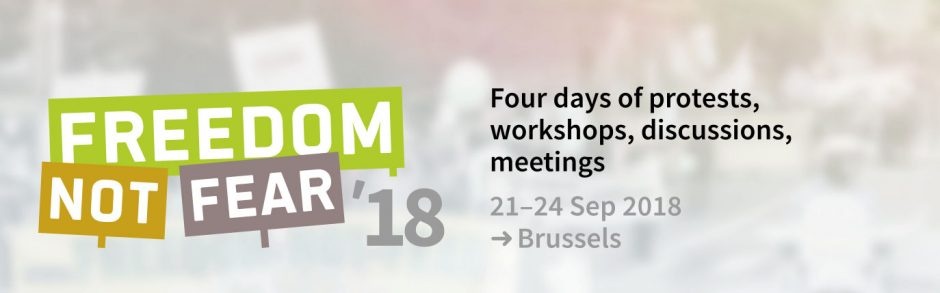 FREEDOM
NOT FEAR
'18
Four days of protests,
workshops, discussions,
meetings
21–24 Sep 2018
➔ Brussels